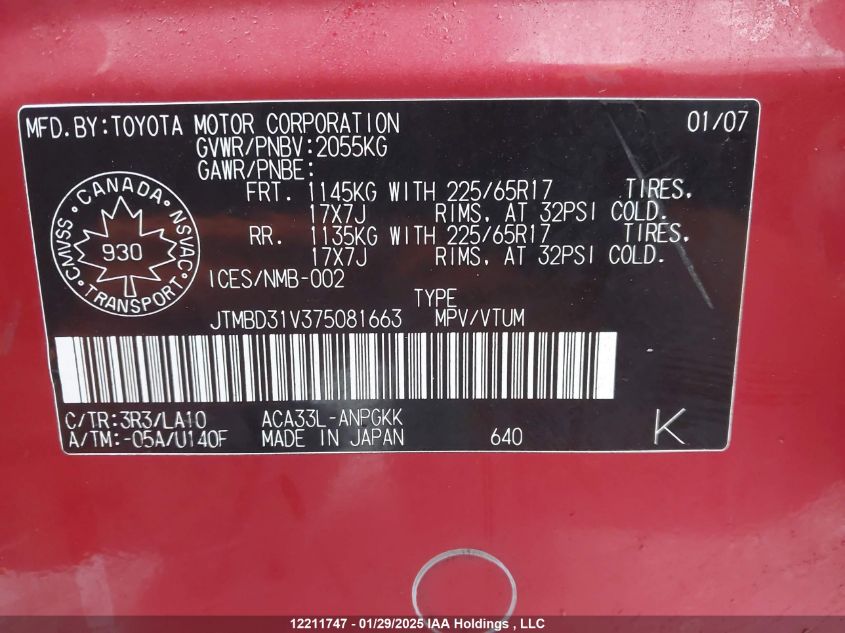 MFD.BY:TOYOTA MOTOR CORPORATION 01/07
GVWR/PNBV:2055KG
GAWR/PNBE:
FRT. 1145KG WITH 225/65R17 TIRES,
17X7J RIMS, AT 32PSI COLD.
RR. 1135KG WITH 225/65R17 TIRES,
17X7J RIMS, AT 32PSI COLD.
CANADA
CMVSS 930 NSVAC
TRANSPORT
ICES/NMB-002
TYPE
JTMBD31V375081663 MPV/VTUM
C/TR:3R3/LA10 ACA33L-ANPGKK
A/TM:-05A/U140F MADE IN JAPAN 640 K
12211747 - 01/29/2025 IAA Holdings , LLC